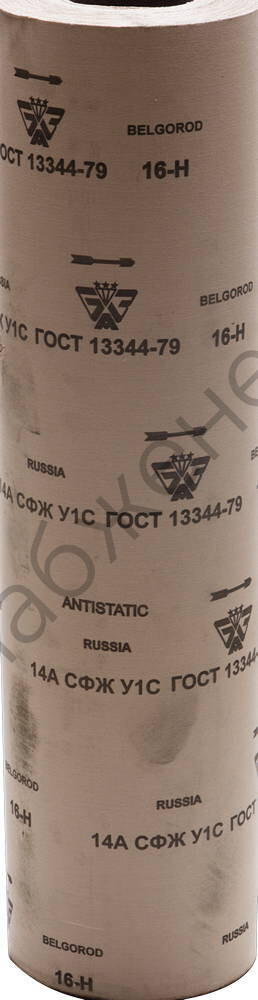 BELGOROD
ГОСТ 13344-79 16-Н
BELGOROD
У1С ГОСТ 13344-79 16-Н
RUSSIA
14А СФЖ У1С ГОСТ 13344-79
ANTISTATIC
RUSSIA
14А СФЖ У1С ГОСТ 13344-
BELGOROD
16-Н
RUSSIA
14А СФЖ У1С ГОСТ
BELGOROD
RUSSIA
16-Н